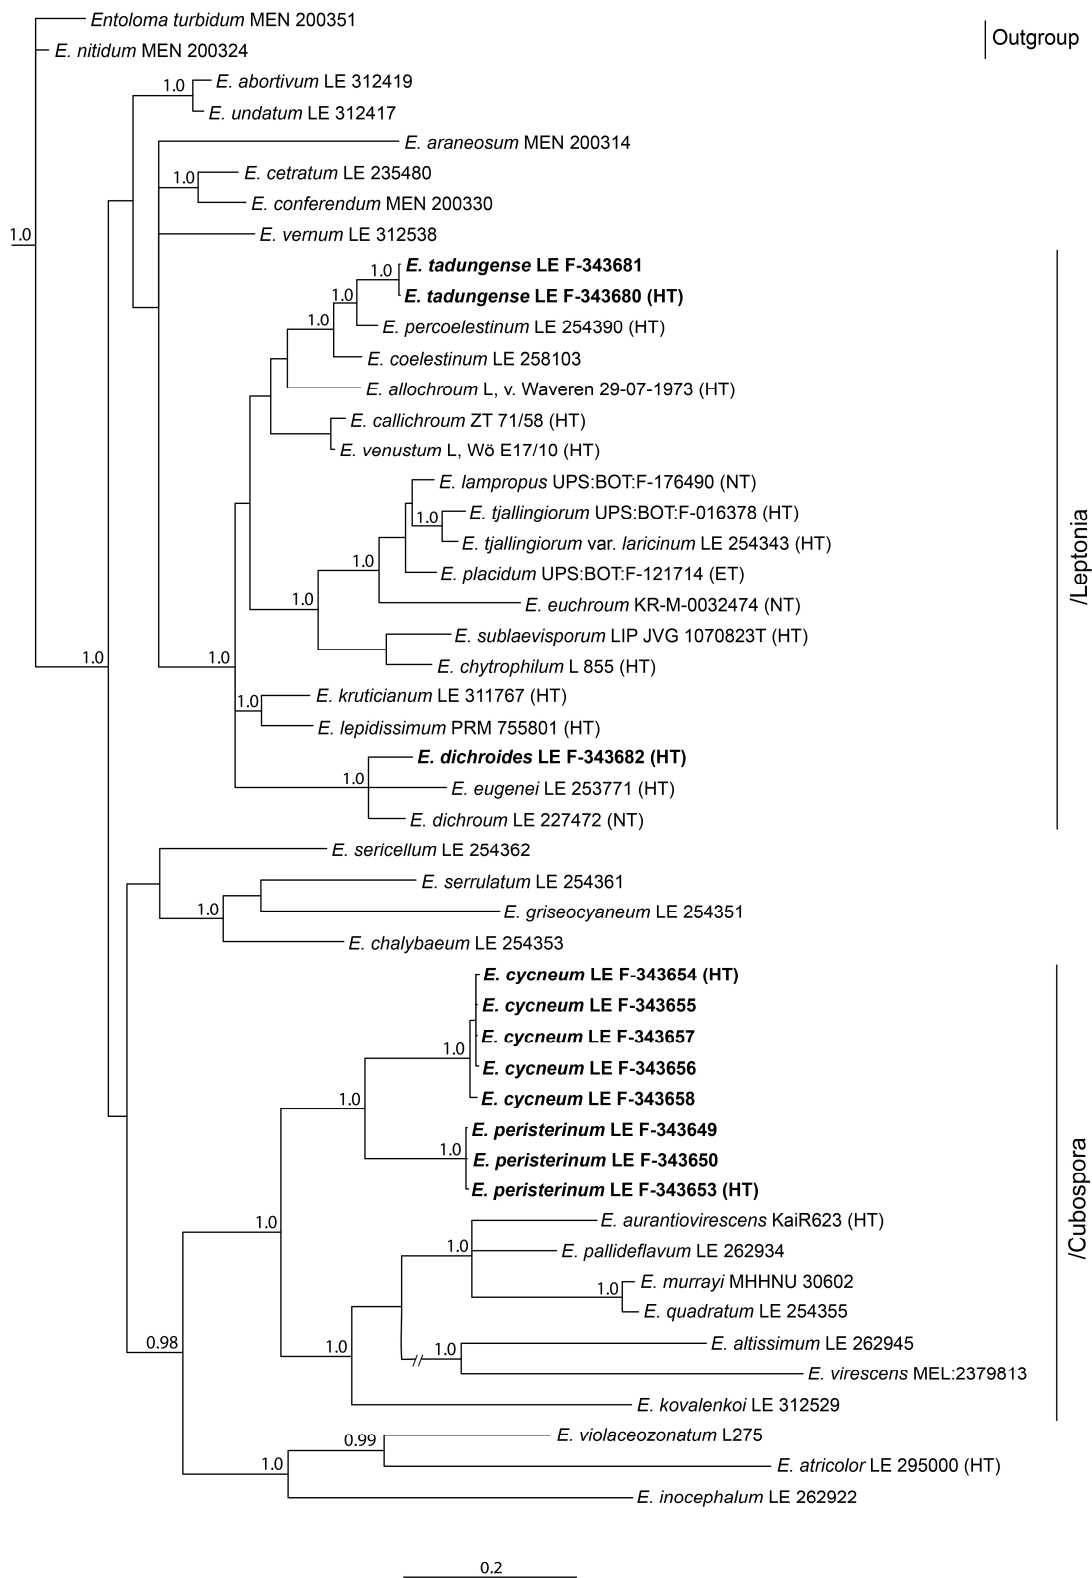 Entoloma turbidum MEN 200351
Outgroup
E. nitidum MEN 200324
1.0
E. abortivum LE 312419
E. undatum LE 312417
E. araneosum MEN 200314
1.0
E. cetratum LE 235480
E. conferendum MEN 200330
1.0
E. vernum LE 312538
1.0
E. tadungense LE F-343681
1.0
E. tadungense LE F-343680 (HT)
1.0
E. percoelestinum LE 254390 (HT)
E. coelestinum LE 258103
E. allochroum L, v. Waveren 29-07-1973 (HT)
E. callichroum ZT 71/58 (HT)
E. venustum L, Wö E17/10 (HT)
E. lampropus UPS:BOT:F-176490 (NT)
1.0
E. tjallingiorum UPS:BOT:F-016378 (HT)
E. tjallingiorum var. laricinum LE 254343 (HT)
/Leptonia
1.0
E. placidum UPS:BOT:F-121714 (ET)
1.0
E. euchroum KR-M-0032474 (NT)
E. sublaevisporum LIP JVG 1070823T (HT)
1.0
1.0
E. chytrophilum L 855 (HT)
1.0
E. kruticianum LE 311767 (HT)
E. lepidissimum PRM 755801 (HT)
E. dichroides LE F-343682 (HT)
1.0
E. eugenei LE 253771 (HT)
E. dichroum LE 227472 (NT)
E. sericellum LE 254362
E. serrulatum LE 254361
1.0
E. griseocyaneum LE 254351
E. chalybaeum LE 254353
E. cycneum LE F-343654 (HT)
E. cycneum LE F-343655
E. cycneum LE F-343657
1.0
E. cycneum LE F-343656
1.0
E. cycneum LE F-343658
E. peristerinum LE F-343649
1.0
E. peristerinum LE F-343650
E. peristerinum LE F-343653 (HT)
/Cubospora
1.0
E. aurantiovirescens KaiR623 (HT)
1.0
E. pallideflavum LE 262934
1.0
E. murrayi MHHNU 30602
E. quadratum LE 254355
0.98
1.0
1.0
E. altissimum LE 262945
E. virescens MEL:2379813
E. kovalenkoi LE 312529
0.99
E. violaceozonatum L275
1.0
E. atricolor LE 295000 (HT)
E. inocephalum LE 262922
0.2